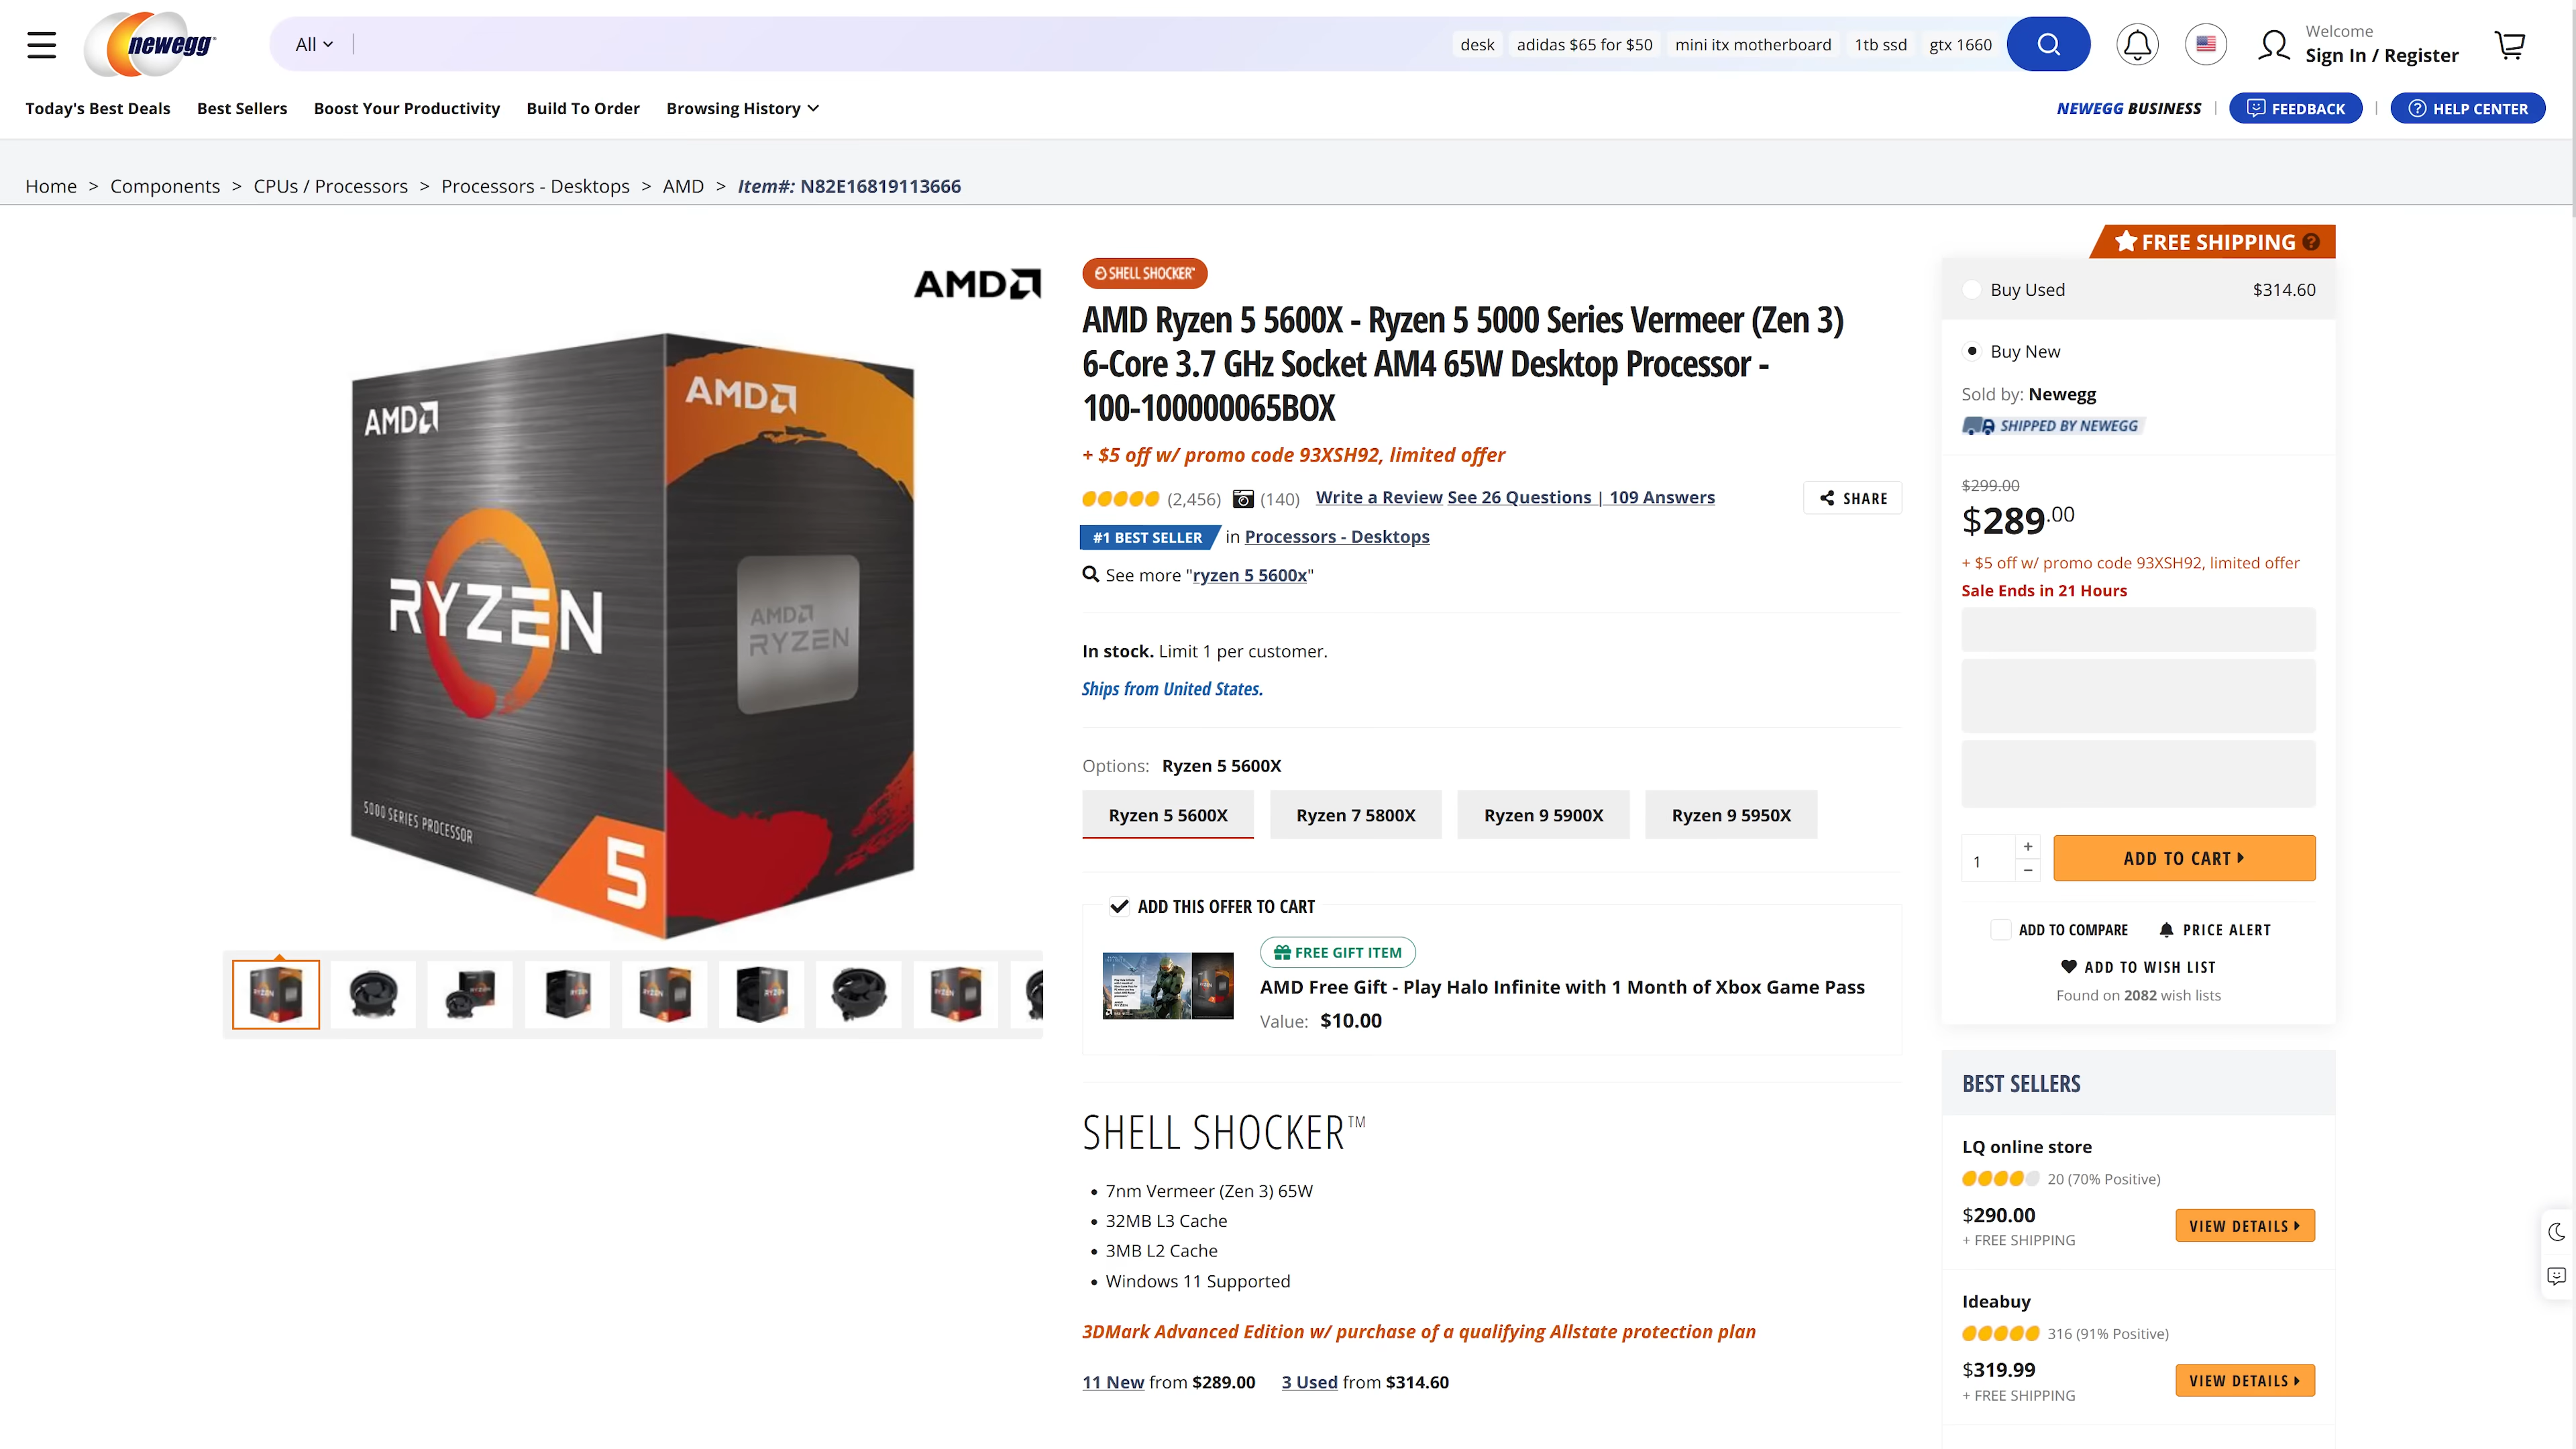 newegg
All
desk
adidas $65 for $50
mini itx motherboard
1tb ssd
gtx 1660
Welcome
Sign In / Register
Today's Best Deals
Best Sellers
Boost Your Productivity
Build To Order
Browsing History
NEWEGG BUSINESS
FEEDBACK
HELP CENTER
Home > Components > CPUs / Processors > Processors - Desktops > AMD > Item#: N82E16819113666
AMD
AMD
AMD
RYZEN
AMD
RYZEN
5000 SERIES PROCESSOR
5
SHELL SHOCKER™
AMD Ryzen 5 5600X - Ryzen 5 5000 Series Vermeer (Zen 3)
6-Core 3.7 GHz Socket AM4 65W Desktop Processor -
100-100000065BOX
+ $5 off w/ promo code 93XSH92, limited offer
(2,456) (140) Write a Review See 26 Questions | 109 Answers
SHARE
#1 BEST SELLER in Processors - Desktops
See more "ryzen 5 5600x"
In stock. Limit 1 per customer.
Ships from United States.
Options: Ryzen 5 5600X
Ryzen 5 5600X
Ryzen 7 5800X
Ryzen 9 5900X
Ryzen 9 5950X
ADD THIS OFFER TO CART
FREE GIFT ITEM
AMD Free Gift - Play Halo Infinite with 1 Month of Xbox Game Pass
Value: $10.00
SHELL SHOCKER™
• 7nm Vermeer (Zen 3) 65W
• 32MB L3 Cache
• 3MB L2 Cache
• Windows 11 Supported
3DMark Advanced Edition w/ purchase of a qualifying Allstate protection plan
11 New from $289.00 3 Used from $314.60
FREE SHIPPING ?
Buy Used $314.60
Buy New
Sold by: Newegg
SHIPPED BY NEWEGG
$299.00
$289.00
+ $5 off w/ promo code 93XSH92, limited offer
Sale Ends in 21 Hours
1 + −
ADD TO CART
ADD TO COMPARE
PRICE ALERT
ADD TO WISH LIST
Found on 2082 wish lists
BEST SELLERS
LQ online store
20 (70% Positive)
$290.00
+ FREE SHIPPING
VIEW DETAILS
Ideabuy
316 (91% Positive)
$319.99
+ FREE SHIPPING
VIEW DETAILS